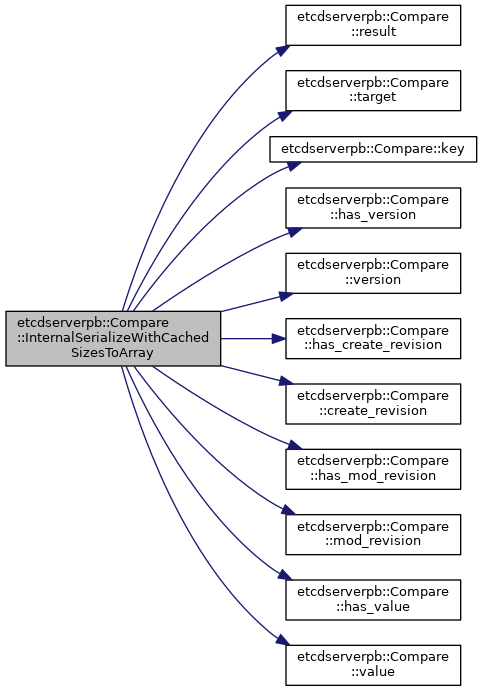 etcdserverpb::Compare
::InternalSerializeWithCached
SizesToArray
etcdserverpb::Compare
::result
etcdserverpb::Compare
::target
etcdserverpb::Compare::key
etcdserverpb::Compare
::has_version
etcdserverpb::Compare
::version
etcdserverpb::Compare
::has_create_revision
etcdserverpb::Compare
::create_revision
etcdserverpb::Compare
::has_mod_revision
etcdserverpb::Compare
::mod_revision
etcdserverpb::Compare
::has_value
etcdserverpb::Compare
::value